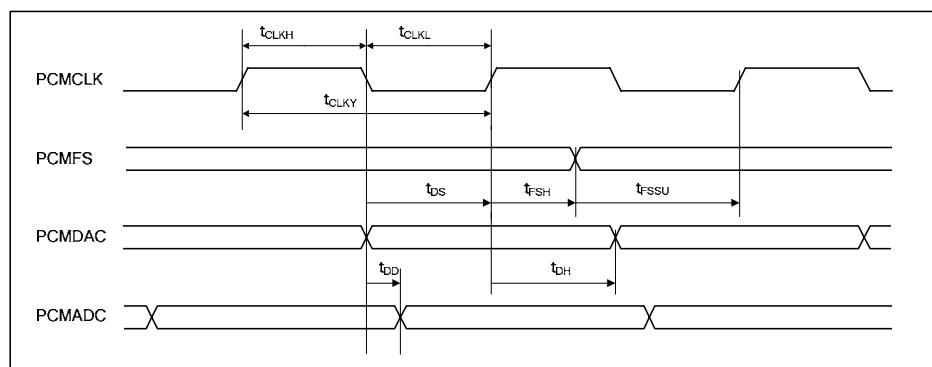 tCLKH tCLKL
PCMCLK
tCLKY
PCMFS
tDS tFSH tFSSU
PCMDAC
tDD tDH
PCMADC